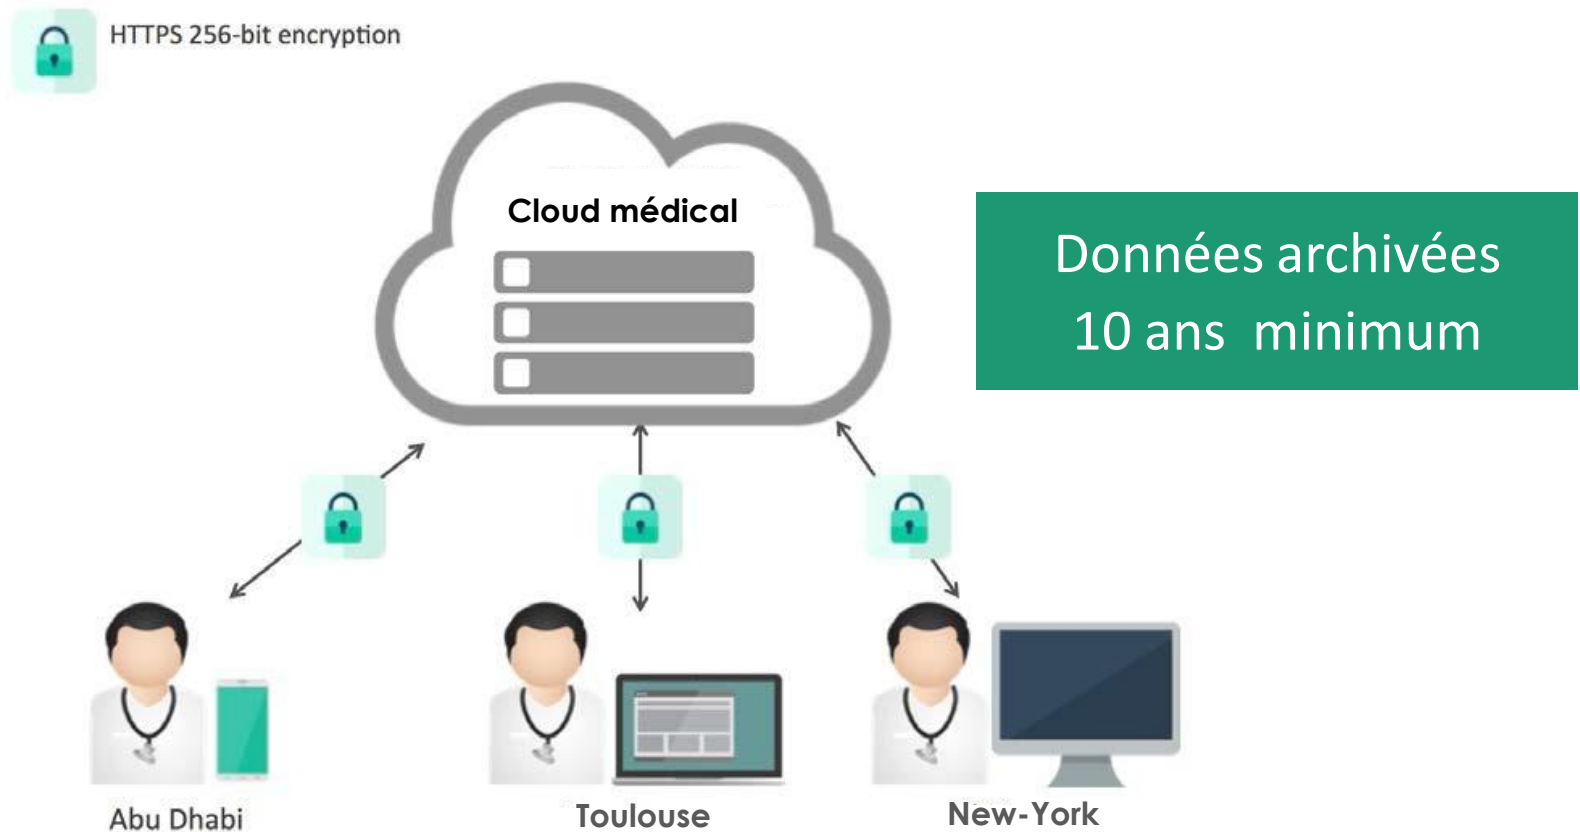 HTTPS 256-bit encryption
Cloud médical
Données archivées
10 ans  minimum
Abu Dhabi
Toulouse
New-York